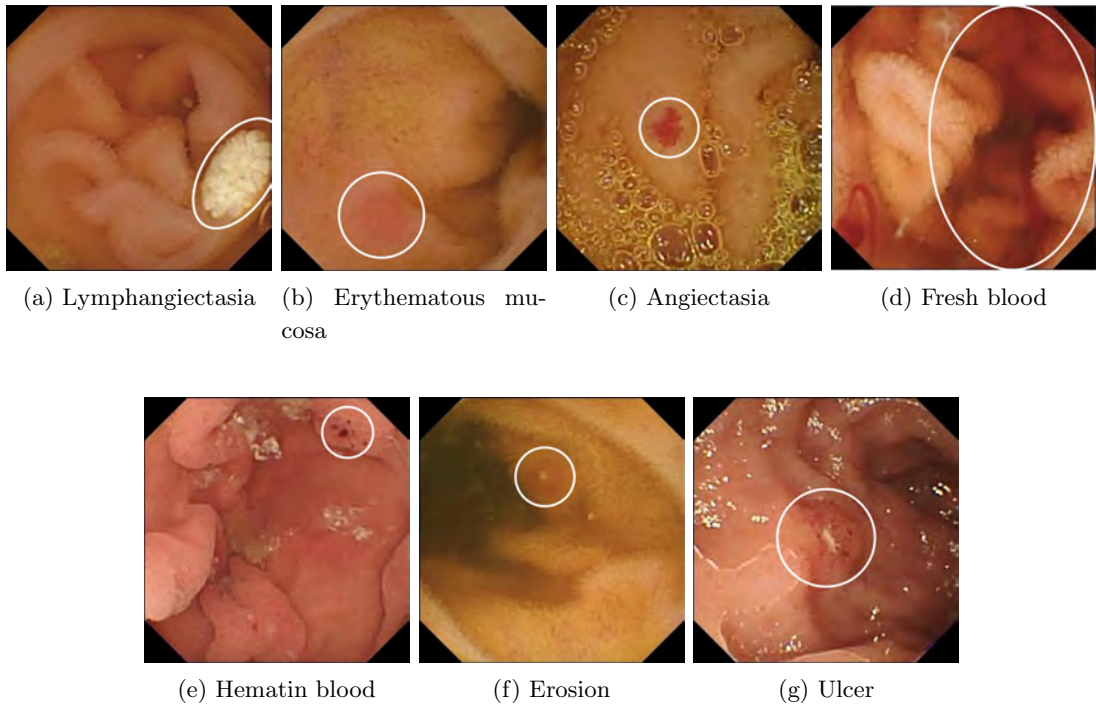 (a) Lymphangiectasia
(b) Erythematous mu-
cosa
(c) Angiectasia
(d) Fresh blood
(e) Hematin blood
(f) Erosion
(g) Ulcer